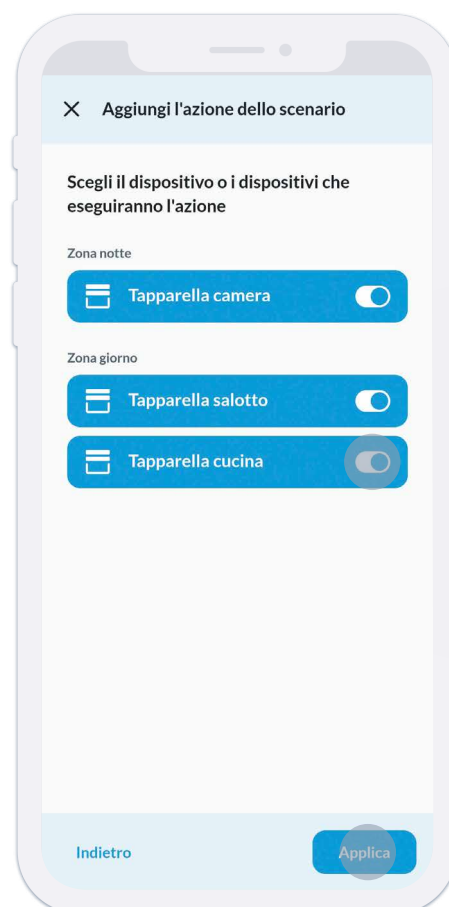 Aggiungi l'azione dello scenario
Scegli il dispositivo o i dispositivi che
eseguiranno l'azione
Zona notte
Tapparella camera
Zona giorno
Tapparella salotto
Tapparella cucina
Indietro
Applica